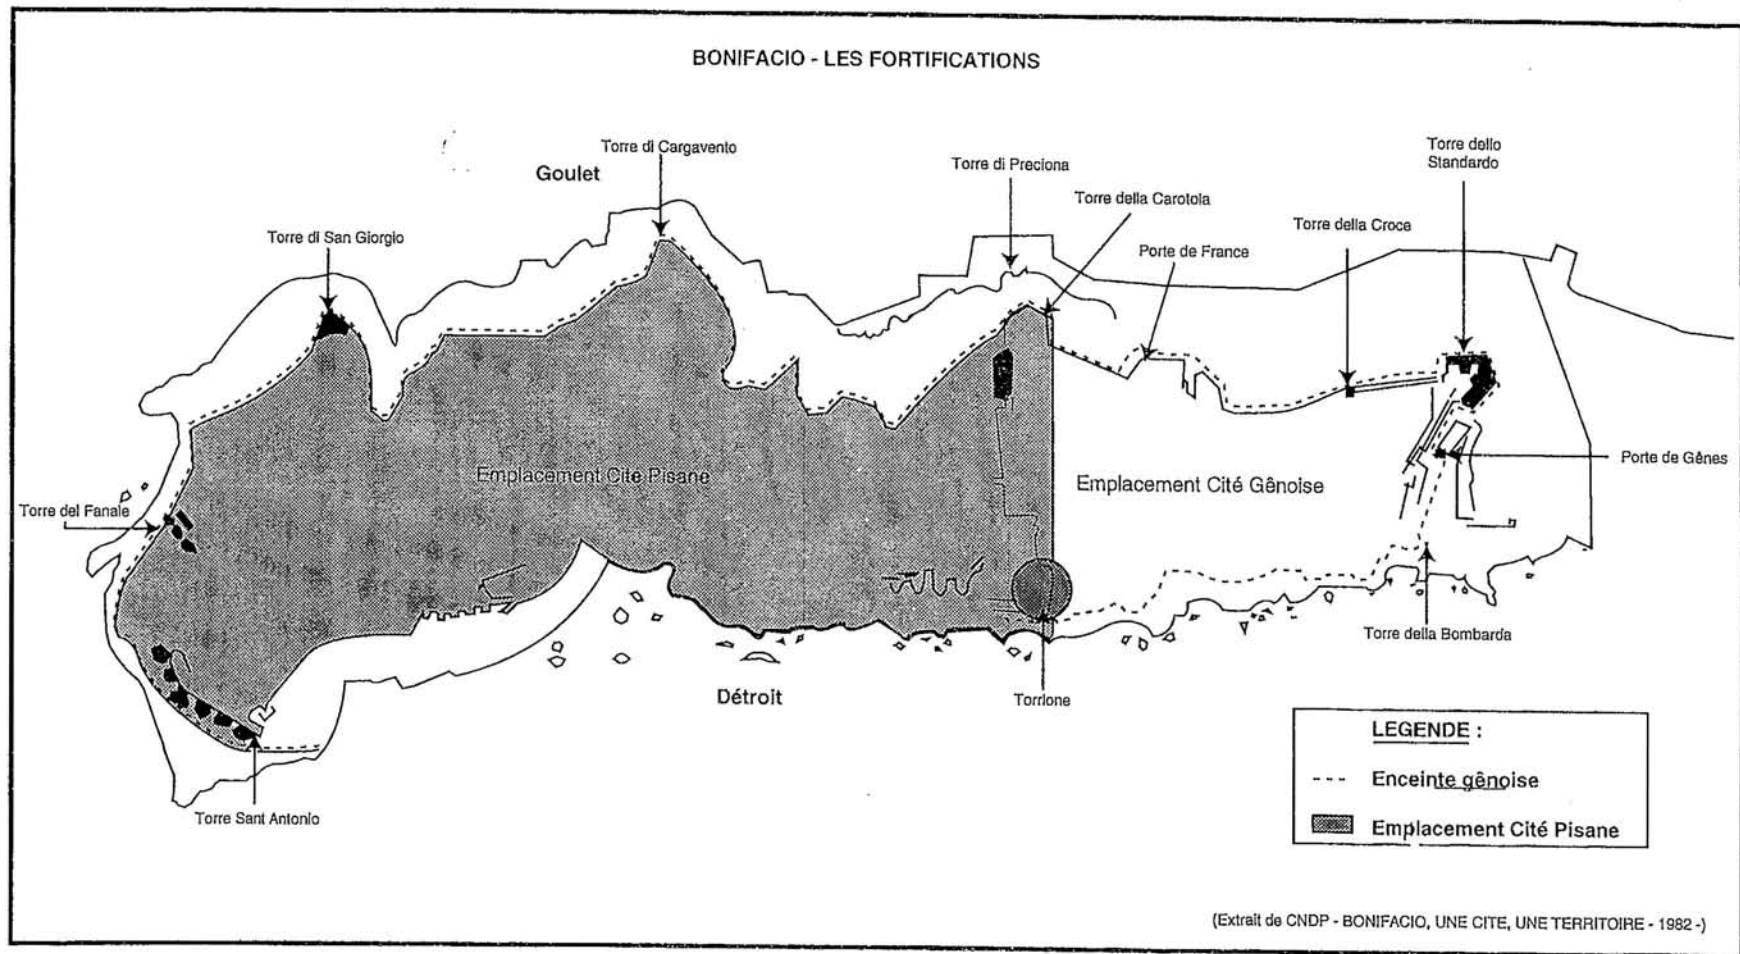 BONIFACIO - LES FORTIFICATIONS
Torre di Cargavento
Goulet
Torre di Preciona
Torre dello
Standardo
Torre della Carotola
Torre di San Giorgio
Torre della Croce
Porte de France
Porte de Gênes
Emplacement Cité Pisane
Emplacement Cité Gênoise
Torre del Fanale
Torre della Bombarda
Détroit
Torrione
Torre Sant Antonio
LEGENDE :
Enceinte gênoise
Emplacement Cité Pisane
(Extrait de CNDP - BONIFACIO, UNE CITE, UNE TERRITOIRE - 1982 -)